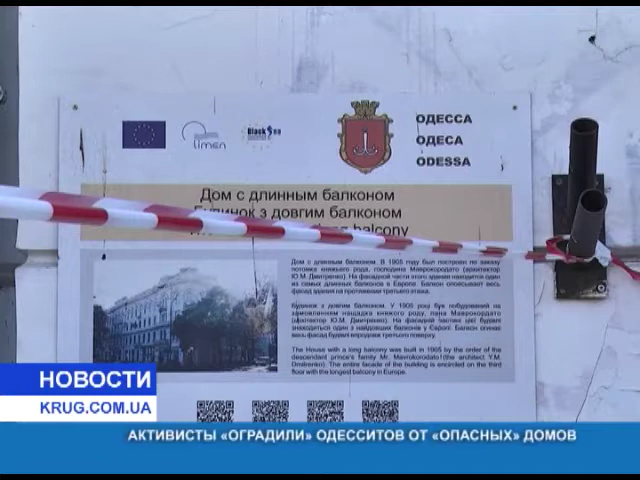 Limen
Black Sea
ОДЕССА
ОДЕСА
ODESSA
Дом с длинным балконом
Будинок з довгим балконом
balcony
Дом с длинным балконом. В 1905 году был построен по заказу
потомка княжеского рода, господина Маврокордато (архитектор
Ю.М. Дмитренко). На фасадной части этого здания находится один
из самых длинных балконов в Европе. Балкон опоясывает весь
фасад здания на протяжении третьего этажа.
Будинок з довгим балконом. У 1905 році був побудований на
замовлення нащадка княжого роду, пана Маврокордато
(архітектор Ю.М. Дмитренко). На фасадній частині цієї будівлі
знаходиться один з найдовших балконів у Європі. Балкон оперізує
весь фасад будівлі впродовж третього поверху.
The House with a long balcony was built in 1905 by the order of the
descendant prince's family Mr. Mavrokordato(the architect Y.M.
Dmitrenko). The entire facade of the building is encircled on the third
floor with the longest balcony in Europe.
НОВОСТИ
KRUG.COM.UA
АКТИВИСТЫ «ОГРАДИЛИ» ОДЕССИТОВ ОТ «ОПАСНЫХ» ДОМОВ